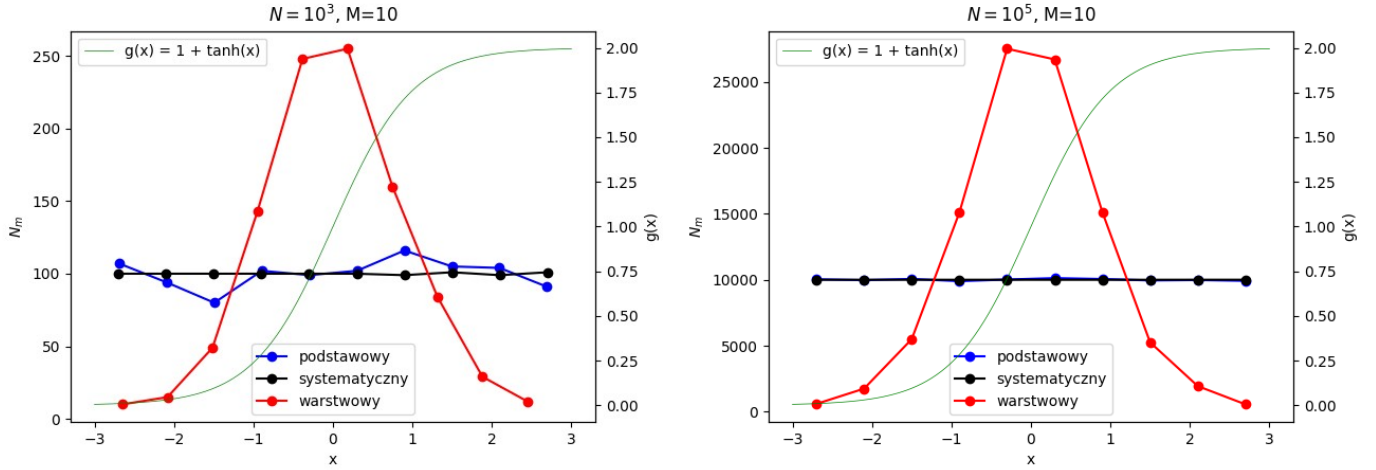 N = 10³, M=10
g(x) = 1 + tanh(x)
250
200
150
100
50
0
N_m
2.00
1.75
1.50
1.25
1.00
0.75
0.50
0.25
0.00
g(x)
podstawowy
systematyczny
warstwowy
−3
−2
−1
0
1
2
3
x
N = 10⁵, M=10
g(x) = 1 + tanh(x)
25000
20000
15000
10000
5000
0
N_m
2.00
1.75
1.50
1.25
1.00
0.75
0.50
0.25
0.00
g(x)
podstawowy
systematyczny
warstwowy
−3
−2
−1
0
1
2
3
x